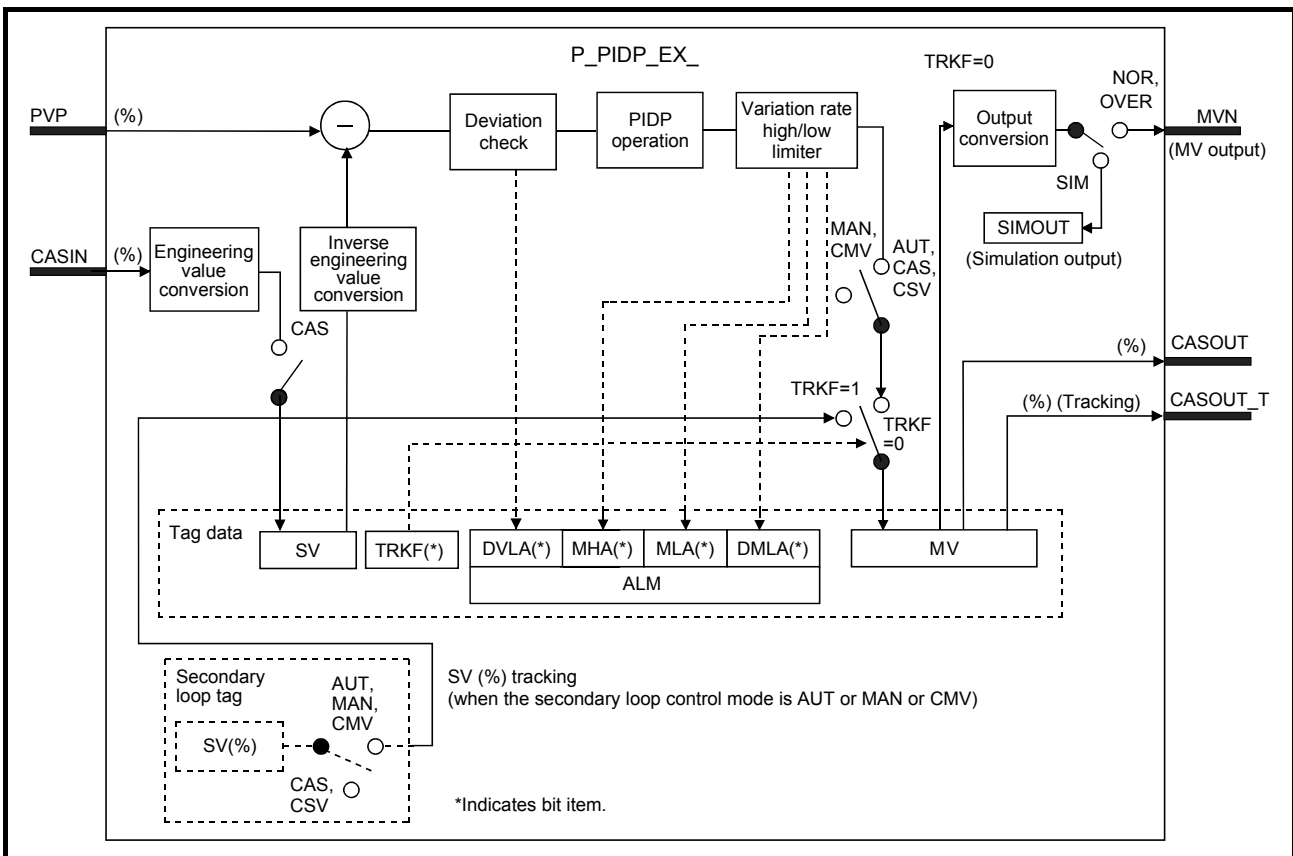 P_PIDP_EX_
TRKF=0
NOR,
OVER
PVP
(%)
−
Deviation
check
PIDP
operation
Variation rate
high/low
limiter
Output
conversion
MVN
(MV output)
SIM
SIMOUT
(Simulation output)
CASIN
(%)
Engineering
value
conversion
Inverse
engineering
value
conversion
MAN,
CMV
AUT,
CAS,
CSV
CAS
(%)
CASOUT
TRKF=1
TRKF
=0
(%) (Tracking)
CASOUT_T
Tag data
SV
TRKF(*)
DVLA(*)
MHA(*)
MLA(*)
DMLA(*)
ALM
MV
Secondary
loop tag
AUT,
MAN,
CMV
SV(%)
CAS,
CSV
SV (%) tracking
(when the secondary loop control mode is AUT or MAN or CMV)
*Indicates bit item.